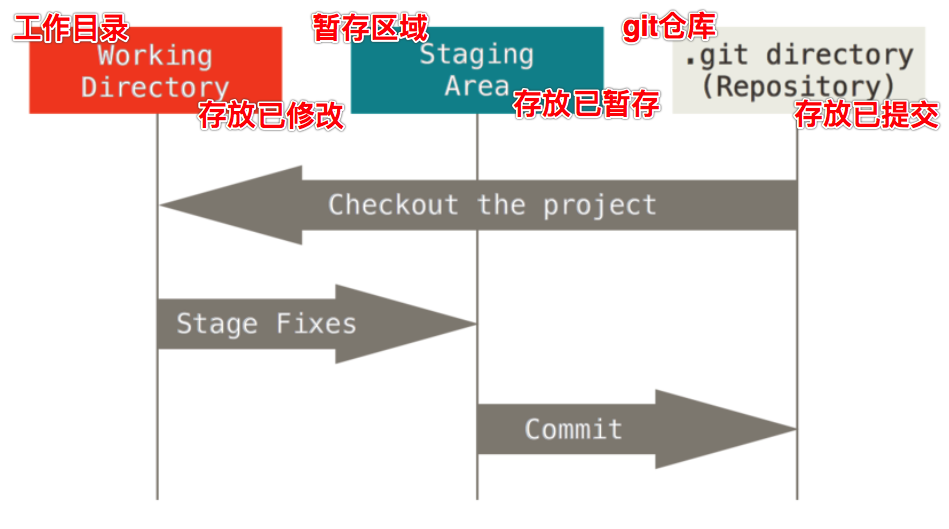 工作目录
暂存区域
git仓库
Working
Directory
Staging
Area
.git directory
(Repository)
存放已修改
存放已暂存
存放已提交
Checkout the project
Stage Fixes
Commit